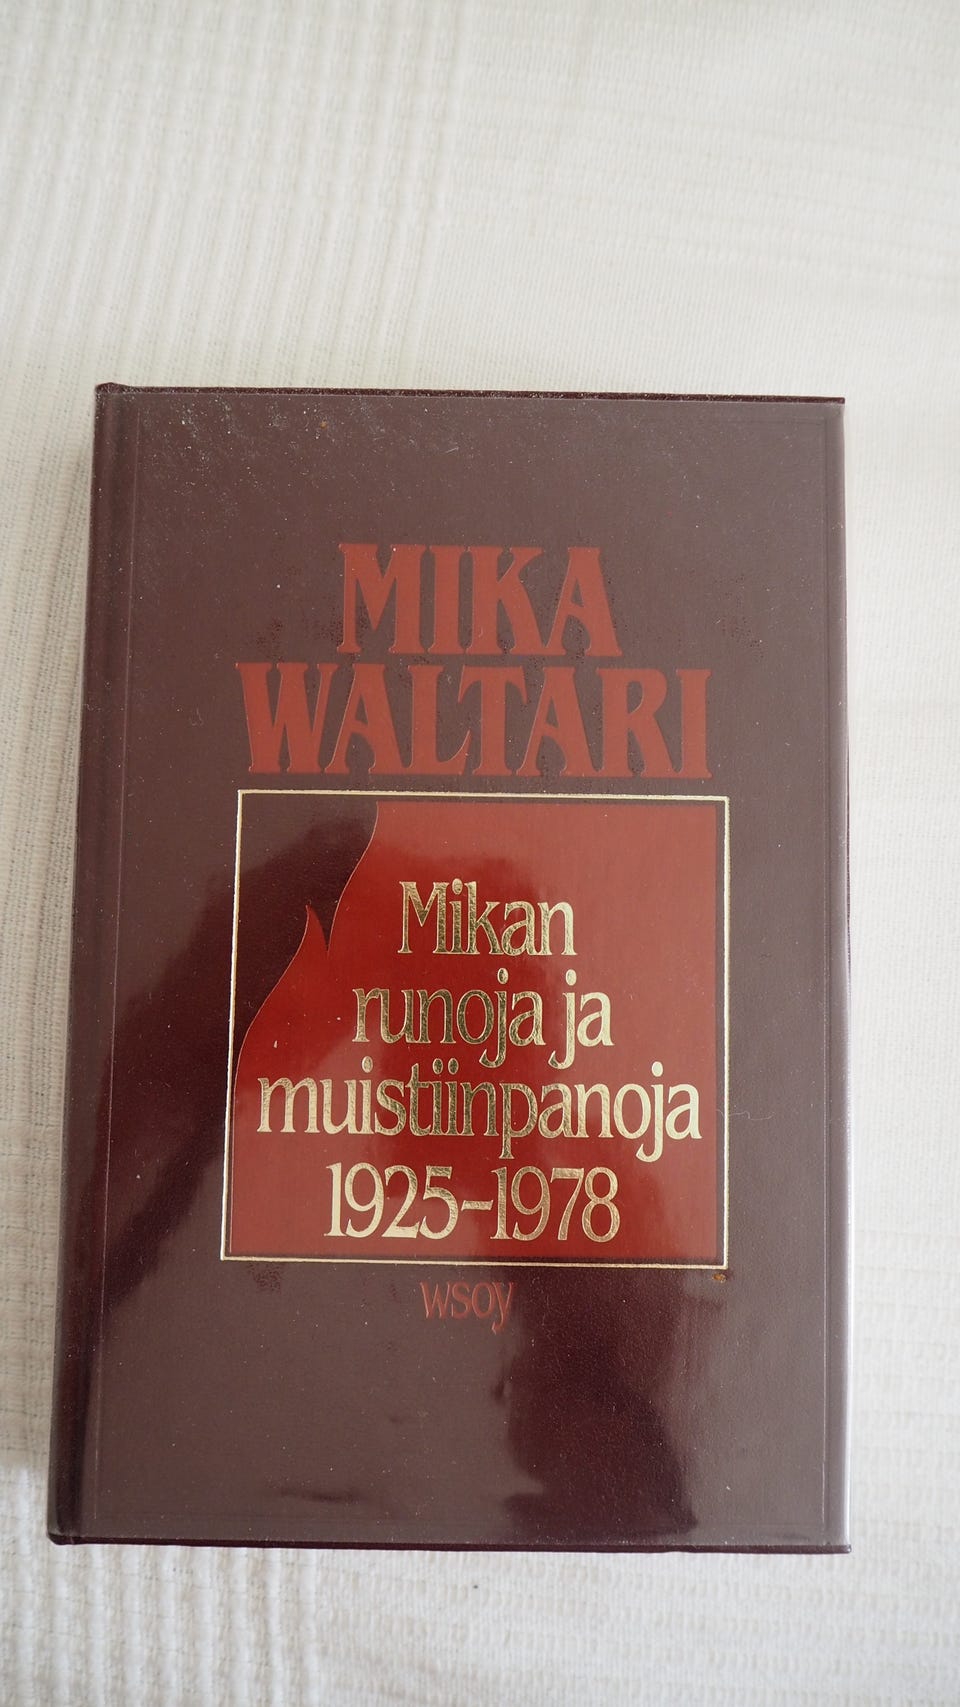 MIKA
WALTARI
Mikan
runoja ja
muistiinpanoja
1925–1978
wsoy